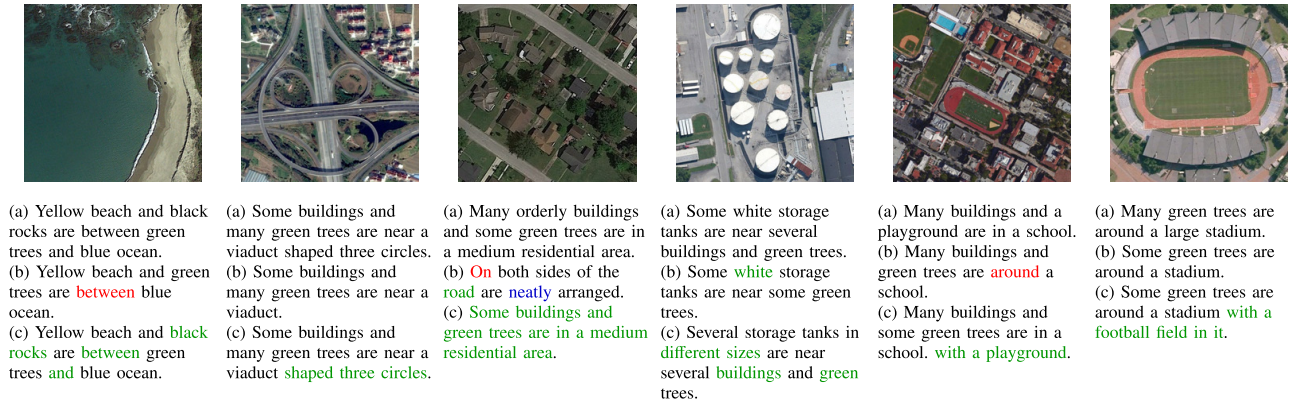 (a) Yellow beach and black
rocks are between green
trees and blue ocean.
(b) Yellow beach and green
trees are between blue
ocean.
(c) Yellow beach and black
rocks are between green
trees and blue ocean.
(a) Some buildings and
many green trees are near a
viaduct shaped three circles.
(b) Some buildings and
many green trees are near a
viaduct.
(c) Some buildings and
many green trees are near a
viaduct shaped three circles.
(a) Many orderly buildings
and some green trees are in
a medium residential area.
(b) On both sides of the
road are neatly arranged.
(c) Some buildings and
green trees are in a medium
residential area.
(a) Some white storage
tanks are near several
buildings and green trees.
(b) Some white storage
tanks are near some green
trees.
(c) Several storage tanks in
different sizes are near
several buildings and green
trees.
(a) Many buildings and a
playground are in a school.
(b) Many buildings and
green trees are around a
school.
(c) Many buildings and
some green trees are in a
school. with a playground.
(a) Many green trees are
around a large stadium.
(b) Some green trees are
around a stadium.
(c) Some green trees are
around a stadium with a
football field in it.